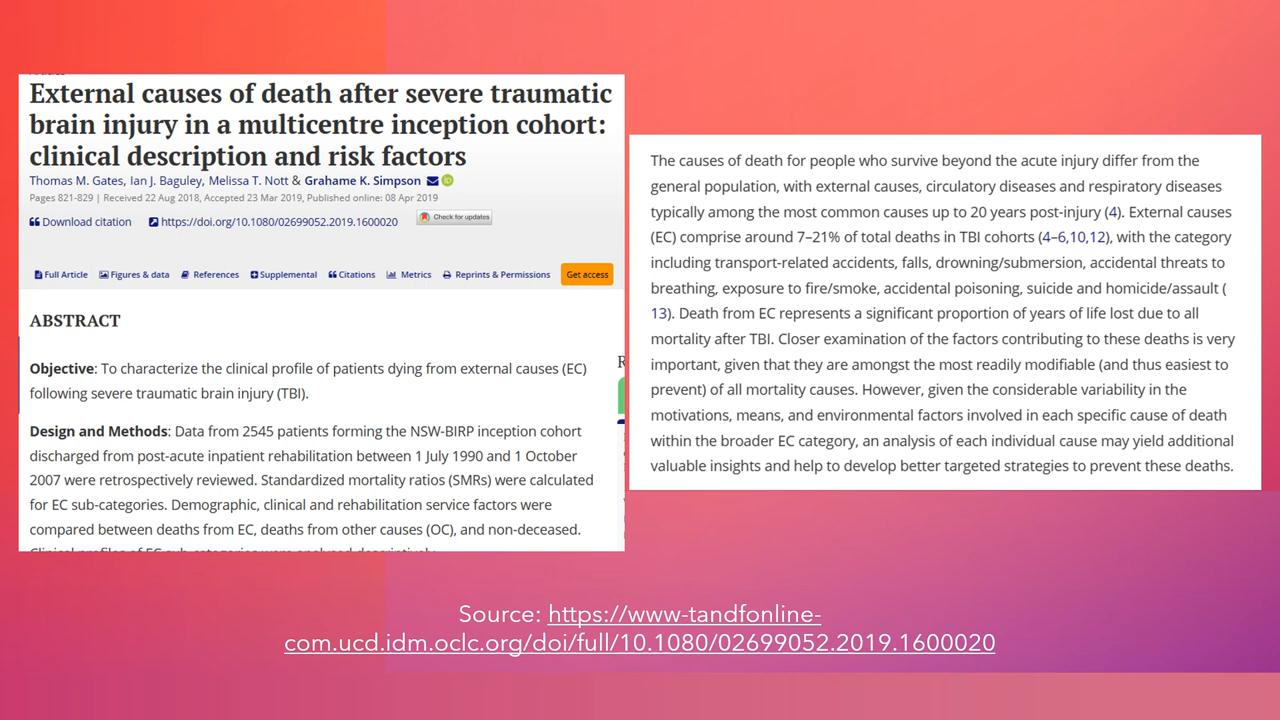 External causes of death after severe traumatic
brain injury in a multicentre inception cohort:
clinical description and risk factors
Thomas M. Gates, Ian J. Baguley, Melissa T. Nott & Grahame K. Simpson
Pages 821-829 | Received 22 Aug 2018, Accepted 23 Mar 2019, Published online: 08 Apr 2019
Download citation https://doi.org/10.1080/02699052.2019.1600020 Check for updates
Full Article Figures & data References Supplemental Citations Metrics Reprints & Permissions Get access
ABSTRACT
Objective: To characterize the clinical profile of patients dying from external causes (EC)
following severe traumatic brain injury (TBI).
Design and Methods: Data from 2545 patients forming the NSW-BIRP inception cohort
discharged from post-acute inpatient rehabilitation between 1 July 1990 and 1 October
2007 were retrospectively reviewed. Standardized mortality ratios (SMRs) were calculated
for EC sub-categories. Demographic, clinical and rehabilitation service factors were
compared between deaths from EC, deaths from other causes (OC), and non-deceased.
Clinical profiles of EC sub-categories were analysed descriptively.
R
The causes of death for people who survive beyond the acute injury differ from the
general population, with external causes, circulatory diseases and respiratory diseases
typically among the most common causes up to 20 years post-injury (4). External causes
(EC) comprise around 7–21% of total deaths in TBI cohorts (4–6,10,12), with the category
including transport-related accidents, falls, drowning/submersion, accidental threats to
breathing, exposure to fire/smoke, accidental poisoning, suicide and homicide/assault (
13). Death from EC represents a significant proportion of years of life lost due to all
mortality after TBI. Closer examination of the factors contributing to these deaths is very
important, given that they are amongst the most readily modifiable (and thus easiest to
prevent) of all mortality causes. However, given the considerable variability in the
motivations, means, and environmental factors involved in each specific cause of death
within the broader EC category, an analysis of each individual cause may yield additional
valuable insights and help to develop better targeted strategies to prevent these deaths.
Source: https://www-tandfonline-
com.ucd.idm.oclc.org/doi/full/10.1080/02699052.2019.1600020